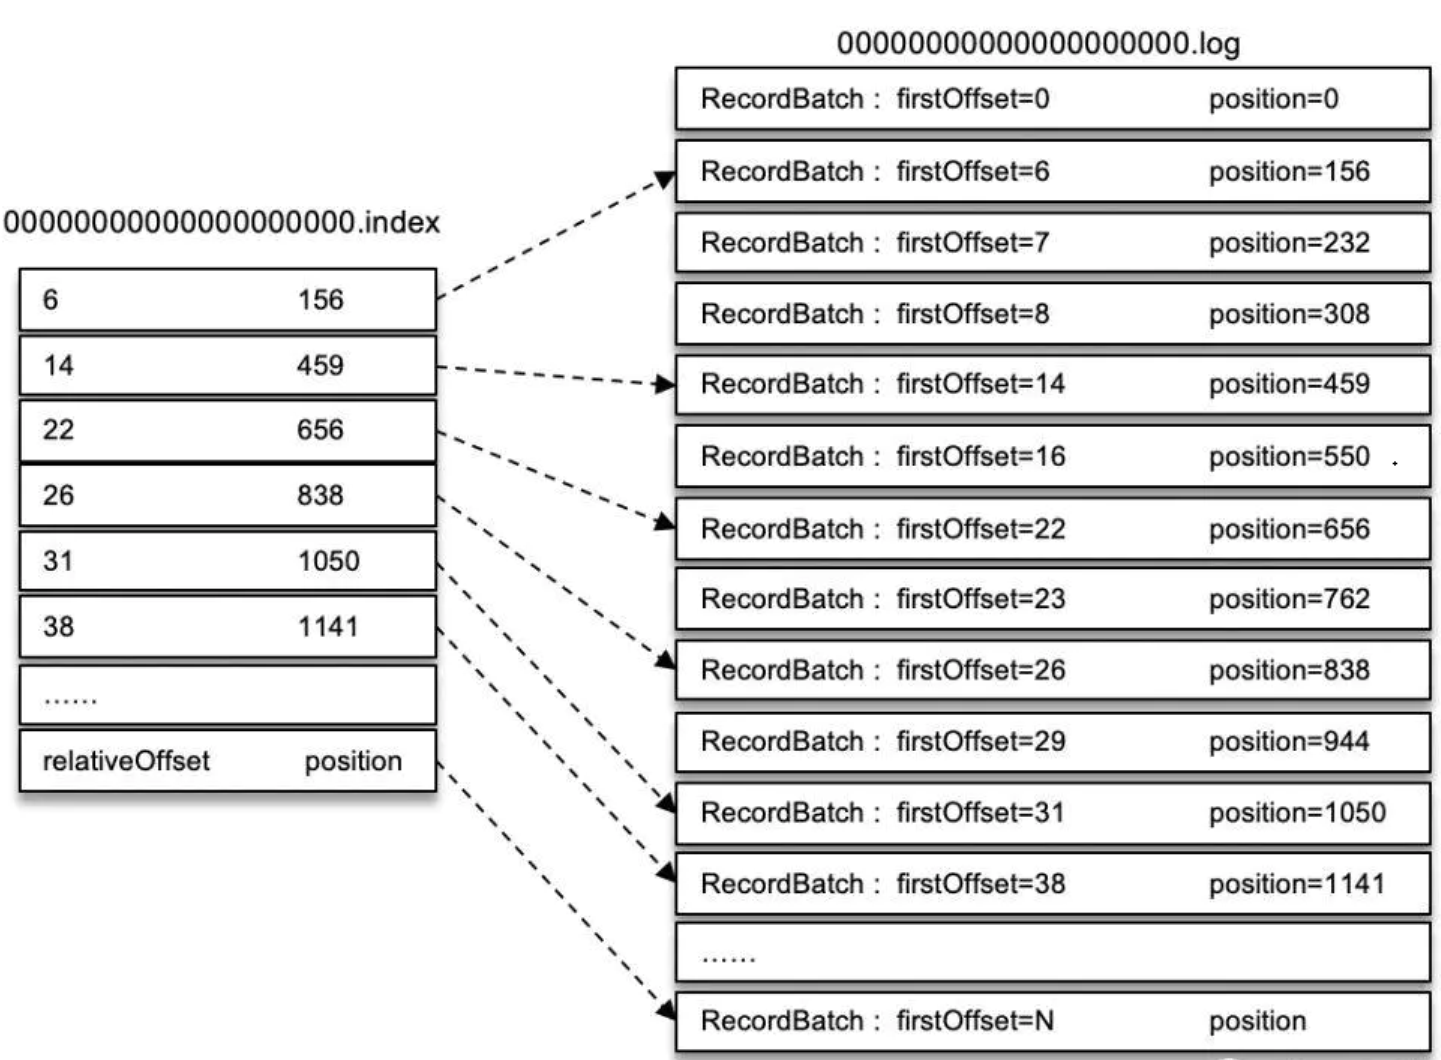 00000000000000000000.index
6 156
14 459
22 656
26 838
31 1050
38 1141
......
relativeOffset position
00000000000000000000.log
RecordBatch : firstOffset=0 position=0
RecordBatch : firstOffset=6 position=156
RecordBatch : firstOffset=7 position=232
RecordBatch : firstOffset=8 position=308
RecordBatch : firstOffset=14 position=459
RecordBatch : firstOffset=16 position=550
RecordBatch : firstOffset=22 position=656
RecordBatch : firstOffset=23 position=762
RecordBatch : firstOffset=26 position=838
RecordBatch : firstOffset=29 position=944
RecordBatch : firstOffset=31 position=1050
RecordBatch : firstOffset=38 position=1141
......
RecordBatch : firstOffset=N position